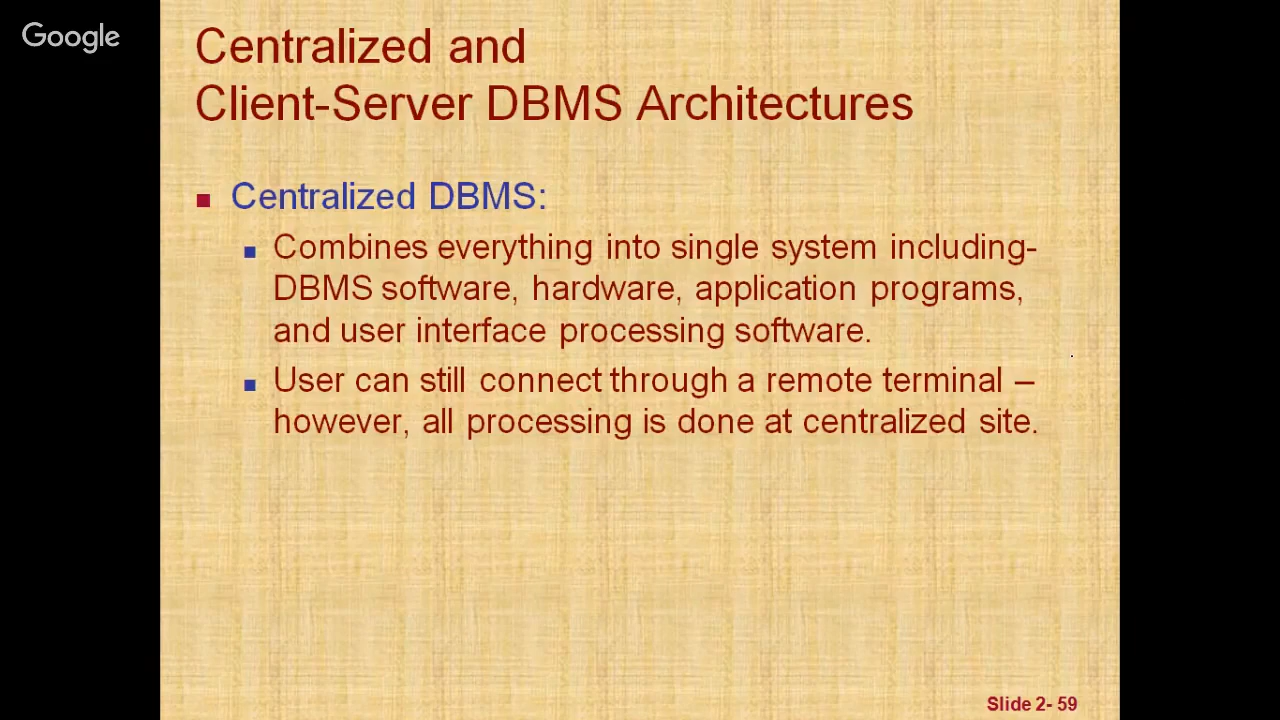 Google
Centralized and
Client-Server DBMS Architectures
Centralized DBMS:
Combines everything into single system including-
DBMS software, hardware, application programs,
and user interface processing software.
User can still connect through a remote terminal –
however, all processing is done at centralized site.
Slide 2- 59